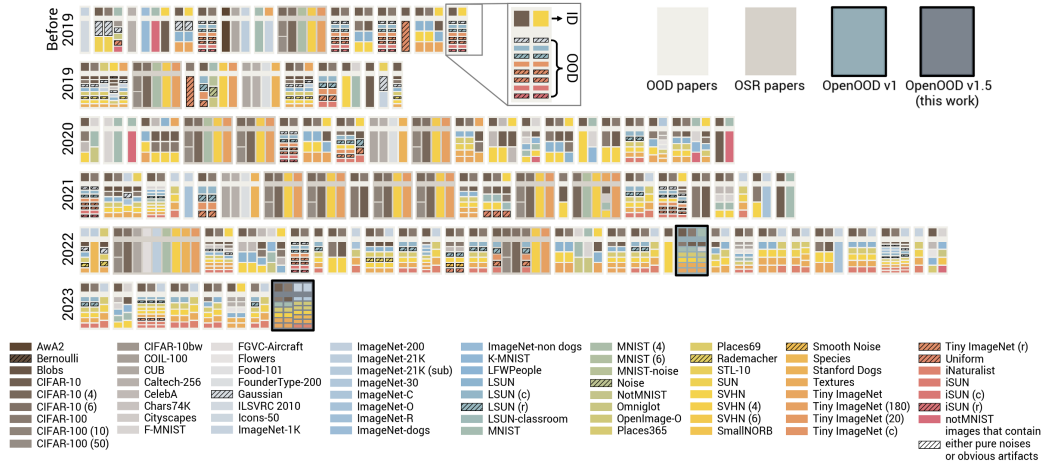 Before
2019
2019
2020
2021
2022
2023
ID
OOD
OOD papers
OSR papers
OpenOOD v1
OpenOOD v1.5
(this work)
AwA2
Bernoulli
Blobs
CIFAR-10
CIFAR-10 (4)
CIFAR-10 (6)
CIFAR-100
CIFAR-100 (10)
CIFAR-100 (50)
CIFAR-10bw
COIL-100
CUB
Caltech-256
CelebA
Chars74K
Cityscapes
F-MNIST
FGVC-Aircraft
Flowers
Food-101
FounderType-200
Gaussian
ILSVRC 2010
Icons-50
ImageNet-1K
ImageNet-200
ImageNet-21K
ImageNet-21K (sub)
ImageNet-30
ImageNet-C
ImageNet-O
ImageNet-R
ImageNet-dogs
ImageNet-non dogs
K-MNIST
LFWPeople
LSUN
LSUN (c)
LSUN (r)
LSUN-classroom
MNIST
MNIST (4)
MNIST (6)
MNIST-noise
Noise
NotMNIST
Omniglot
OpenImage-O
Places365
Places69
Rademacher
STL-10
SUN
SVHN
SVHN (4)
SVHN (6)
SmallNORB
Smooth Noise
Species
Stanford Dogs
Textures
Tiny ImageNet
Tiny ImageNet (180)
Tiny ImageNet (20)
Tiny ImageNet (c)
Tiny ImageNet (r)
Uniform
iNaturalist
iSUN
iSUN (c)
iSUN (r)
notMNIST
images that contain
either pure noises
or obvious artifacts